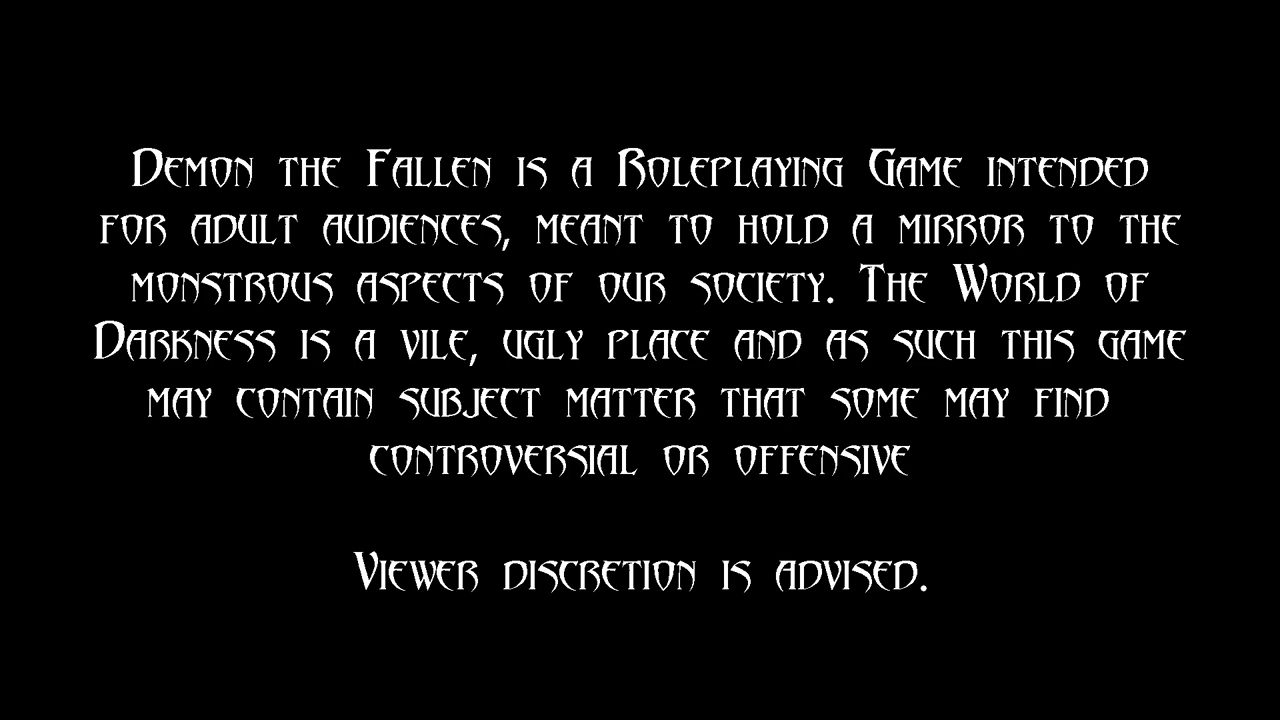 Demon the Fallen is a Roleplaying Game intended
for adult audiences, meant to hold a mirror to the
monstrous aspects of our society. The World of
Darkness is a vile, ugly place and as such this game
may contain subject matter that some may find
controversial or offensive
Viewer discretion is advised.